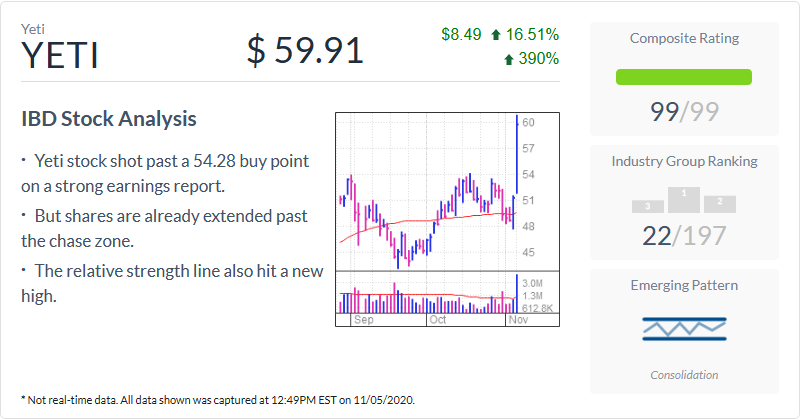 Yeti
YETI
$ 59.91
$8.49 16.51%
390%
IBD Stock Analysis
• Yeti stock shot past a 54.28 buy point
on a strong earnings report.
• But shares are already extended past
the chase zone.
• The relative strength line also hit a new
high.
60
57
54
51
48
45
3.0M
1.3M
612.8K
Sep
Oct
Nov
Composite Rating
99/99
Industry Group Ranking
3
1
2
22/197
Emerging Pattern
Consolidation
* Not real-time data. All data shown was captured at 12:49PM EST on 11/05/2020.